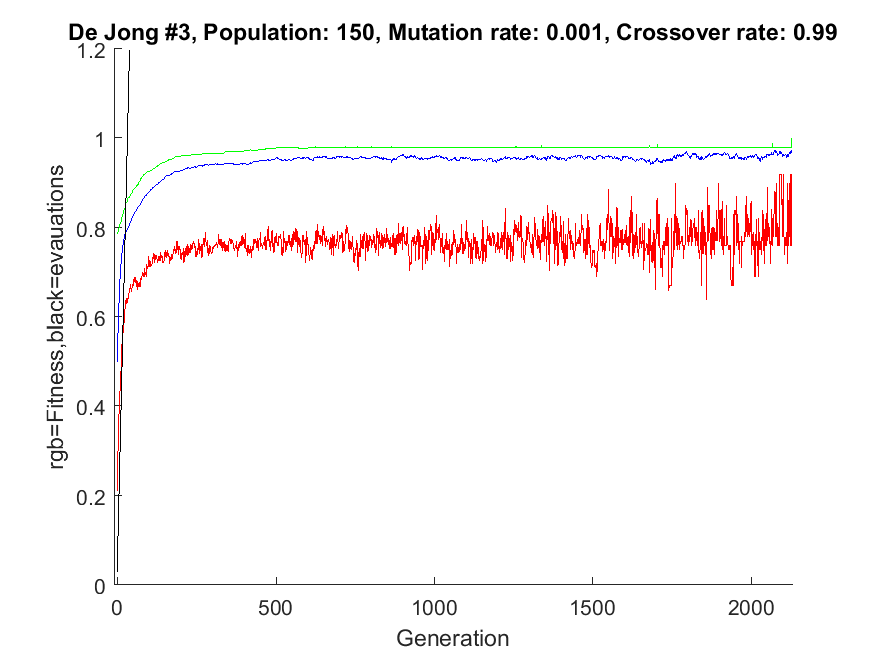 De Jong #3, Population: 150, Mutation rate: 0.001, Crossover rate: 0.99
rgb=Fitness,black=evauations
1.2
1
0.8
0.6
0.4
0.2
0
0 500 1000 1500 2000
Generation